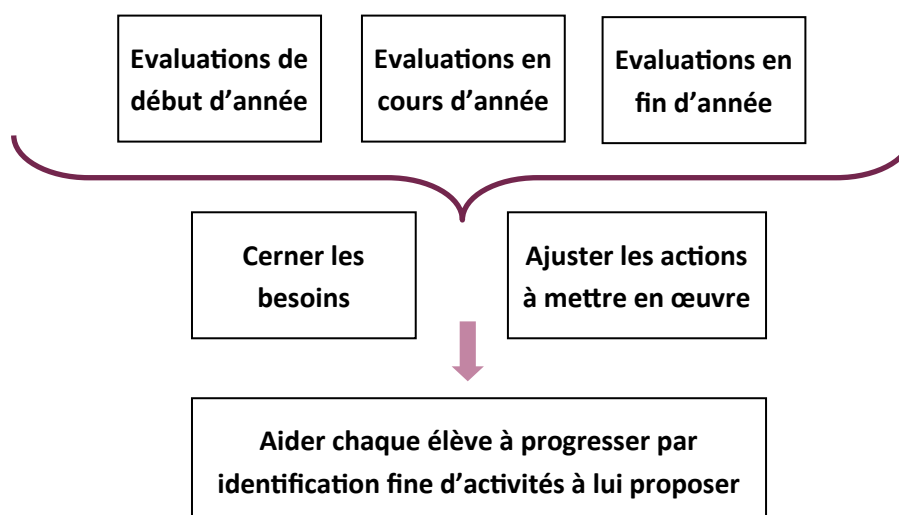 Evaluations de
début d’année
Evaluations en
cours d’année
Evaluations en
fin d’année
Cerner les
besoins
Ajuster les actions
à mettre en œuvre
Aider chaque élève à progresser par
identification fine d’activités à lui proposer